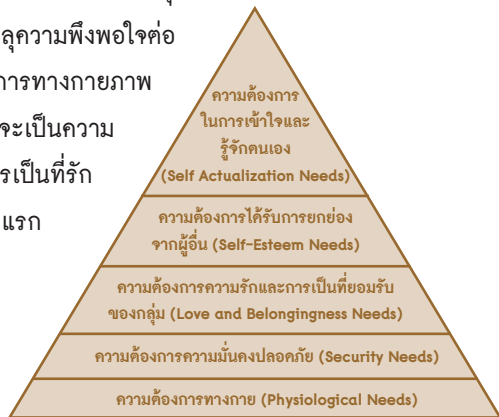 ลุความพึงพอใจต่อ
การทางกายภาพ
จะเป็นความ
รเป็นที่รัก
แรก
ความต้องการ
ในการเข้าใจและ
รู้จักตนเอง
(Self Actualization Needs)
ความต้องการได้รับการยกย่อง
จากผู้อื่น (Self-Esteem Needs)
ความต้องการความรักและการเป็นที่ยอมรับ
ของกลุ่ม (Love and Belongingness Needs)
ความต้องการความมั่นคงปลอดภัย (Security Needs)
ความต้องการทางกาย (Physiological Needs)